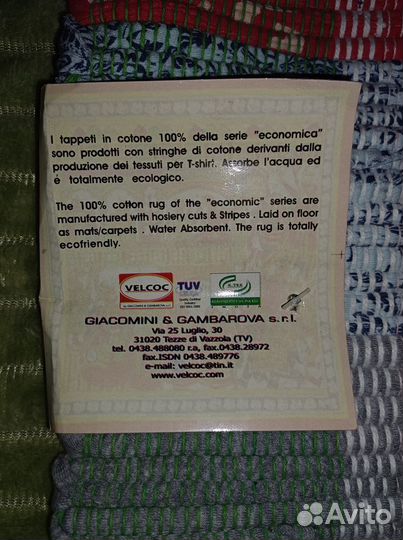 I tappeti in cotone 100% della serie "economica"
sono prodotti con stringhe di cotone derivanti dalla
produzione dei tessuti per T-shirt. Assorbe l'acqua ed
é totalmente ecologico.
The 100% cotton rug of the "economic" series are
manufactured with hosiery cuts & Stripes . Laid on floor
as mats/carpets . Water Absorbent. The rug is totally
ecofriendly.
VELCOC
by GIACOMINI & GAMBAROVA s.r.l.
TUV
GIACOMINI & GAMBAROVA s.r.l.
Via 25 Luglio, 30
31020 Tezze di Vazzola (TV)
tel. 0438.488080 r.a, fax.0438.28972
fax.ISDN 0438.489776
e-mail: velcoc@tin.it
www.velcoc.com
Avito